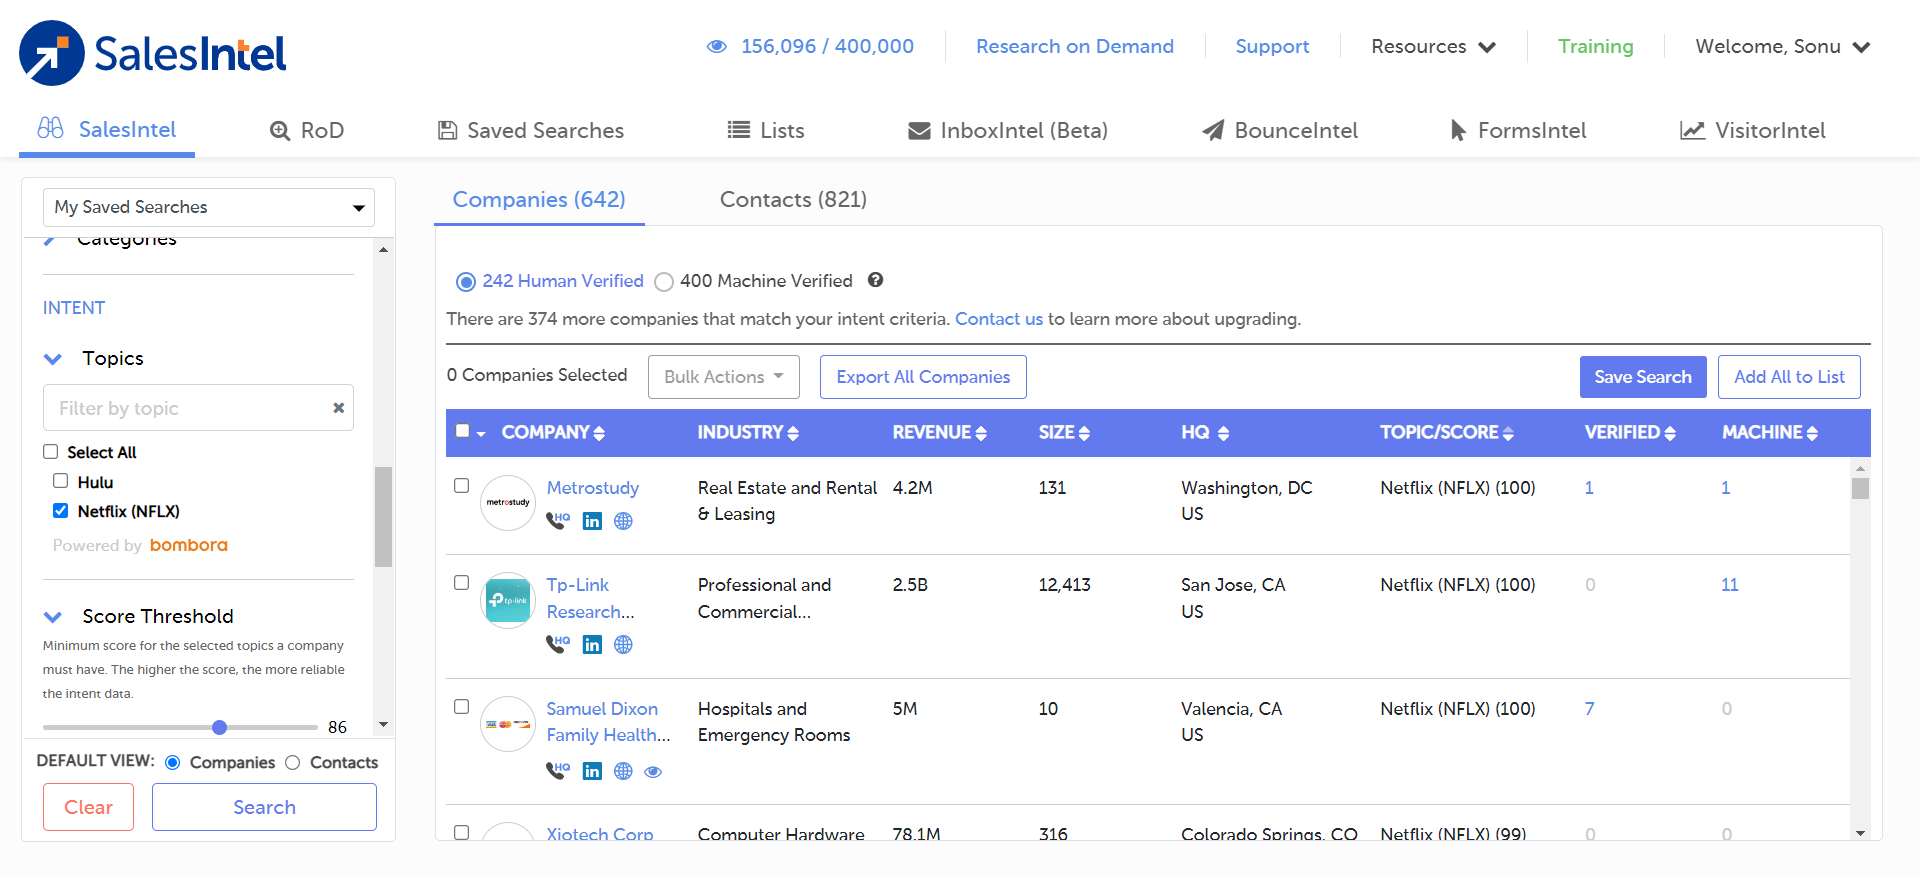 SalesIntel
156,096 / 400,000
Research on Demand
Support
Resources
Training
Welcome, Sonu
SalesIntel
RoD
Saved Searches
Lists
InboxIntel (Beta)
BounceIntel
FormsIntel
VisitorIntel
My Saved Searches
Categories
INTENT
Topics
Filter by topic
Select All
Hulu
Netflix (NFLX)
Powered by bombora
Score Threshold
Minimum score for the selected topics a company
must have. The higher the score, the more reliable
the intent data.
86
DEFAULT VIEW: Companies Contacts
Clear
Search
Companies (642)
Contacts (821)
242 Human Verified
400 Machine Verified
There are 374 more companies that match your intent criteria. Contact us to learn more about upgrading.
0 Companies Selected
Bulk Actions
Export All Companies
Save Search
Add All to List
COMPANY INDUSTRY REVENUE SIZE HQ TOPIC/SCORE VERIFIED MACHINE
metrostudy
Metrostudy
HQ
Real Estate and Rental
& Leasing
4.2M
131
Washington, DC
US
Netflix (NFLX) (100)
1
1
tp-link
Tp-Link
Research...
HQ
Professional and
Commercial...
2.5B
12,413
San Jose, CA
US
Netflix (NFLX) (100)
0
11
Samuel Dixon
Family Health...
HQ
Hospitals and
Emergency Rooms
5M
10
Valencia, CA
US
Netflix (NFLX) (100)
7
0
Xiotech Corp
Computer Hardware
78.1M
316
Colorado Springs, CO
Netflix (NFLX) (99)
0
0